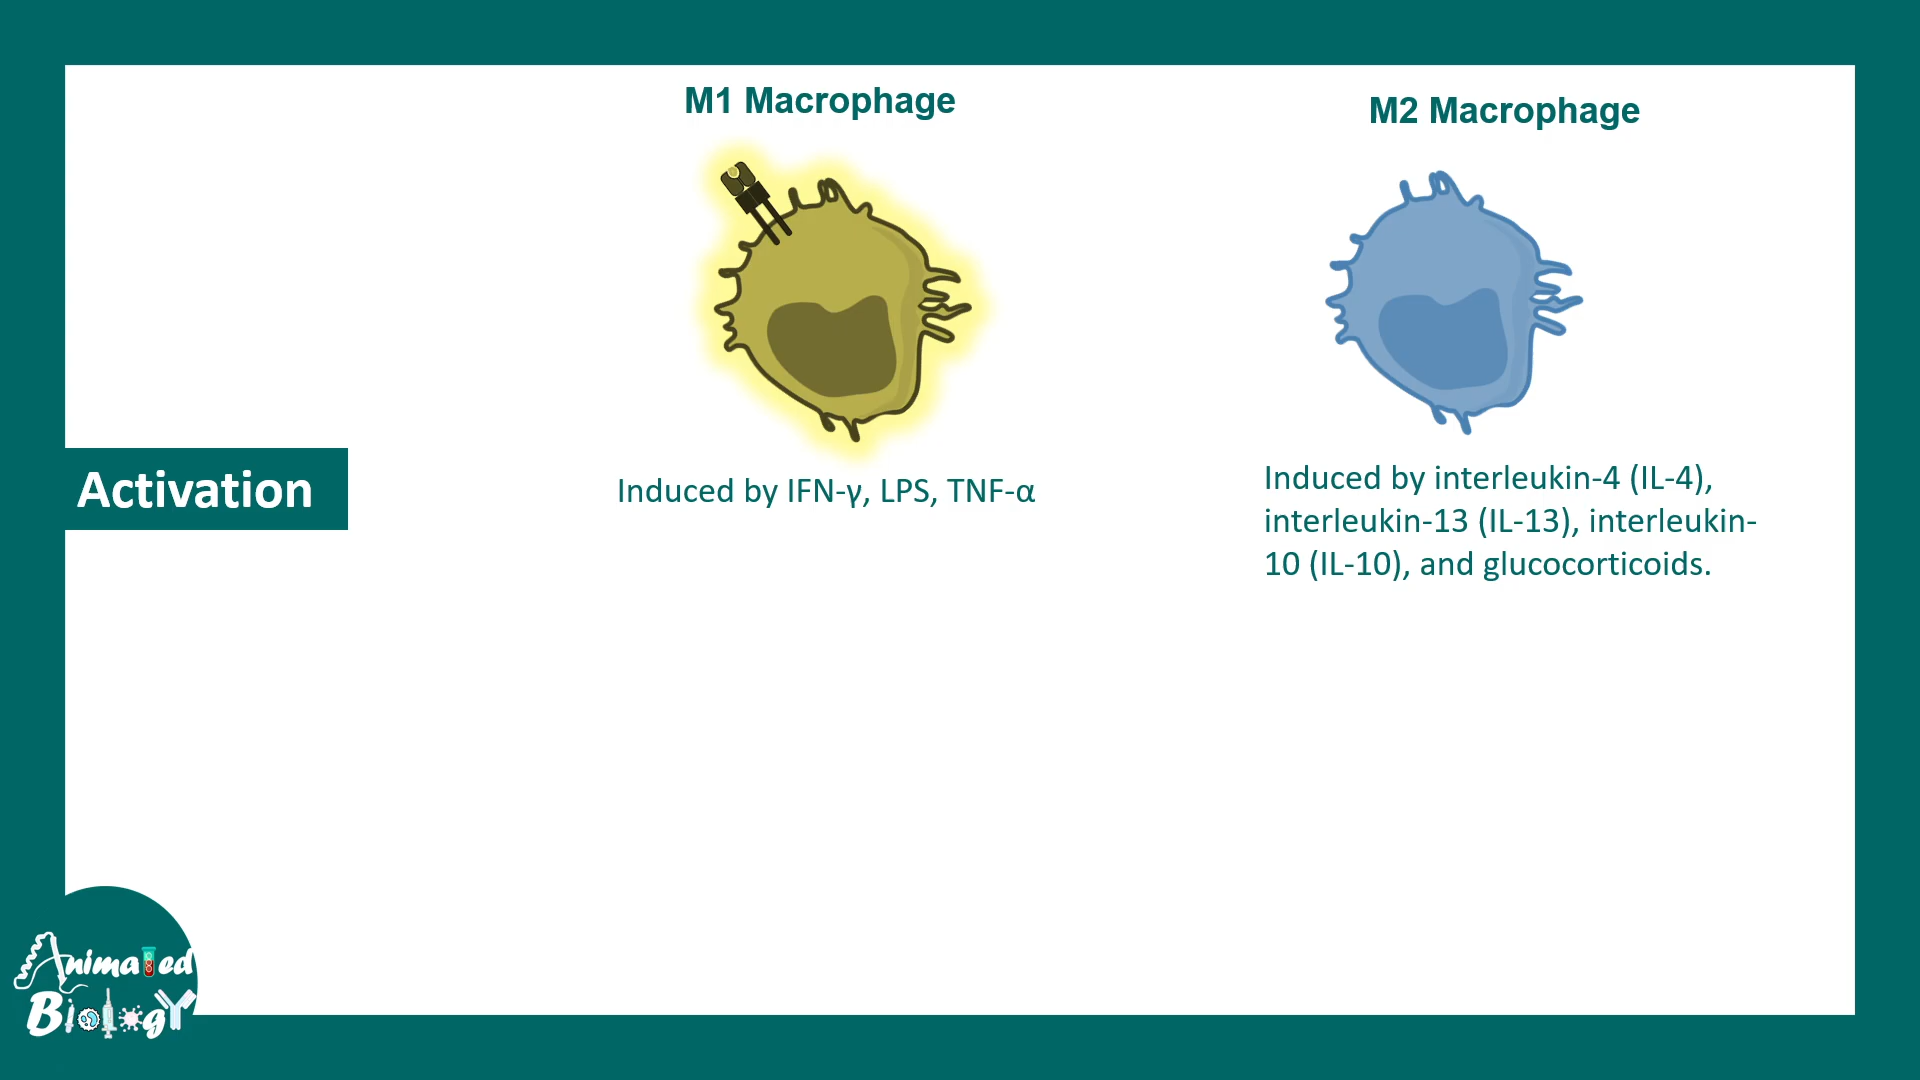 M1 Macrophage
M2 Macrophage
Activation
Induced by IFN-γ, LPS, TNF-α
Induced by interleukin-4 (IL-4),
interleukin-13 (IL-13), interleukin-
10 (IL-10), and glucocorticoids.
Animated
BiologY